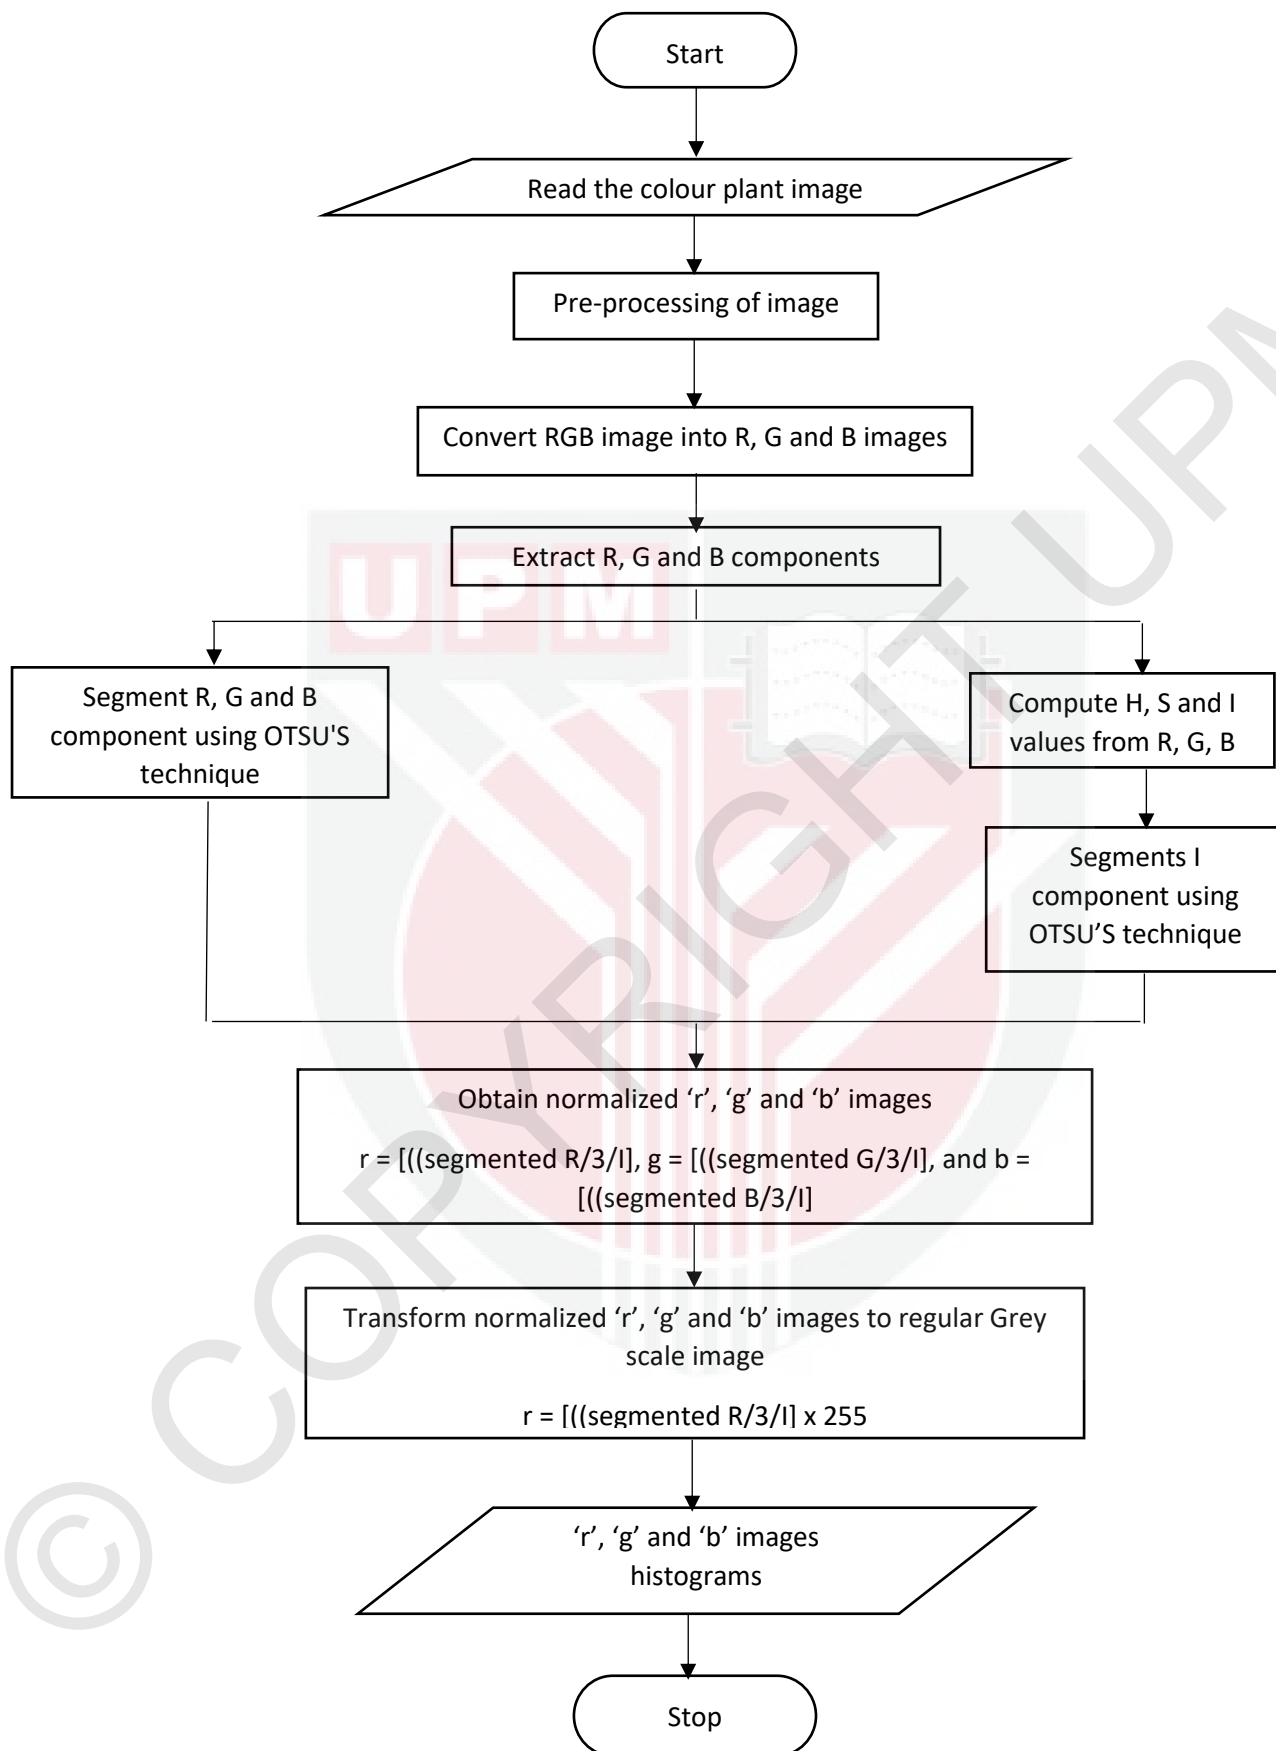 Start
Read the colour plant image
Pre-processing of image
Convert RGB image into R, G and B images
Extract R, G and B components
UPM
Segment R, G and B
component using OTSU'S
technique
Compute H, S and I
values from R, G, B
Segments I
component using
OTSU’S technique
Obtain normalized ‘r’, ‘g’ and ‘b’ images
r = [((segmented R/3/I], g = [((segmented G/3/I], and b =
[((segmented B/3/I]
Transform normalized ‘r’, ‘g’ and ‘b’ images to regular Grey
scale image
r = [((segmented R/3/I] x 255
‘r’, ‘g’ and ‘b’ images
histograms
Stop
© COPYRIGHT UPM